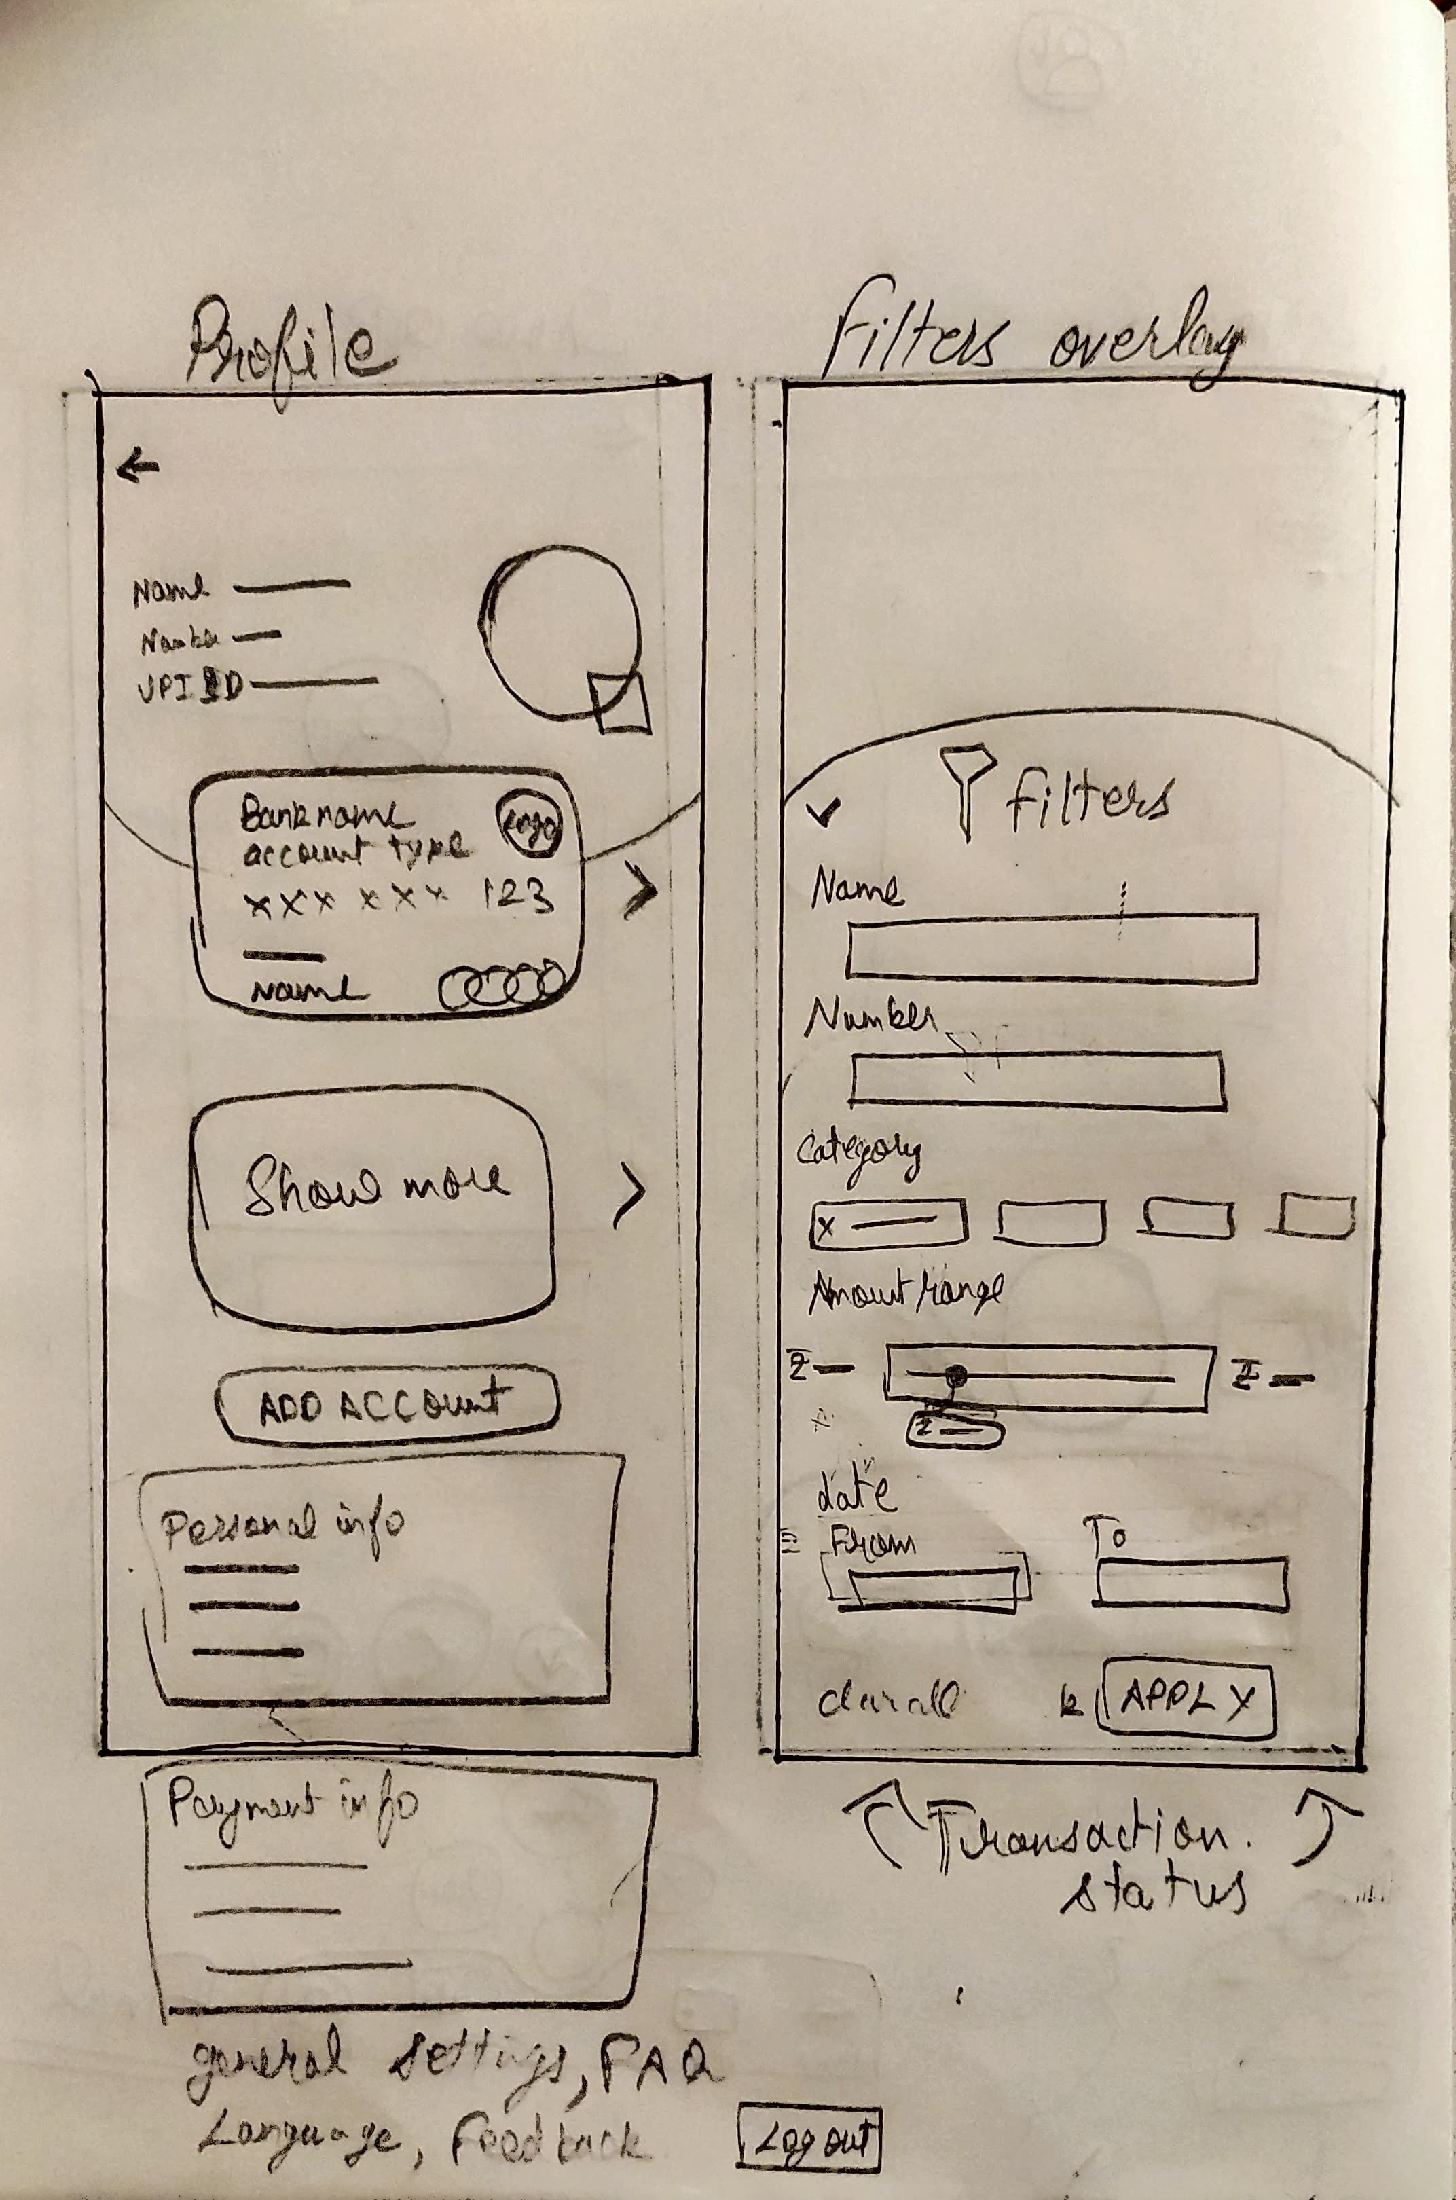 Profile
Name
Number
UPI ID
Bank name
logo
account type
xxx xxx 123
Name
Show more
ADD ACCOUNT
Personal info
Payment info
general settings, FAQ
Language, Feedback
Log out
Filters overlay
filters
Name
Number
Category
x
Amount range
date
From
To
clear all
APPLY
Transaction.
status